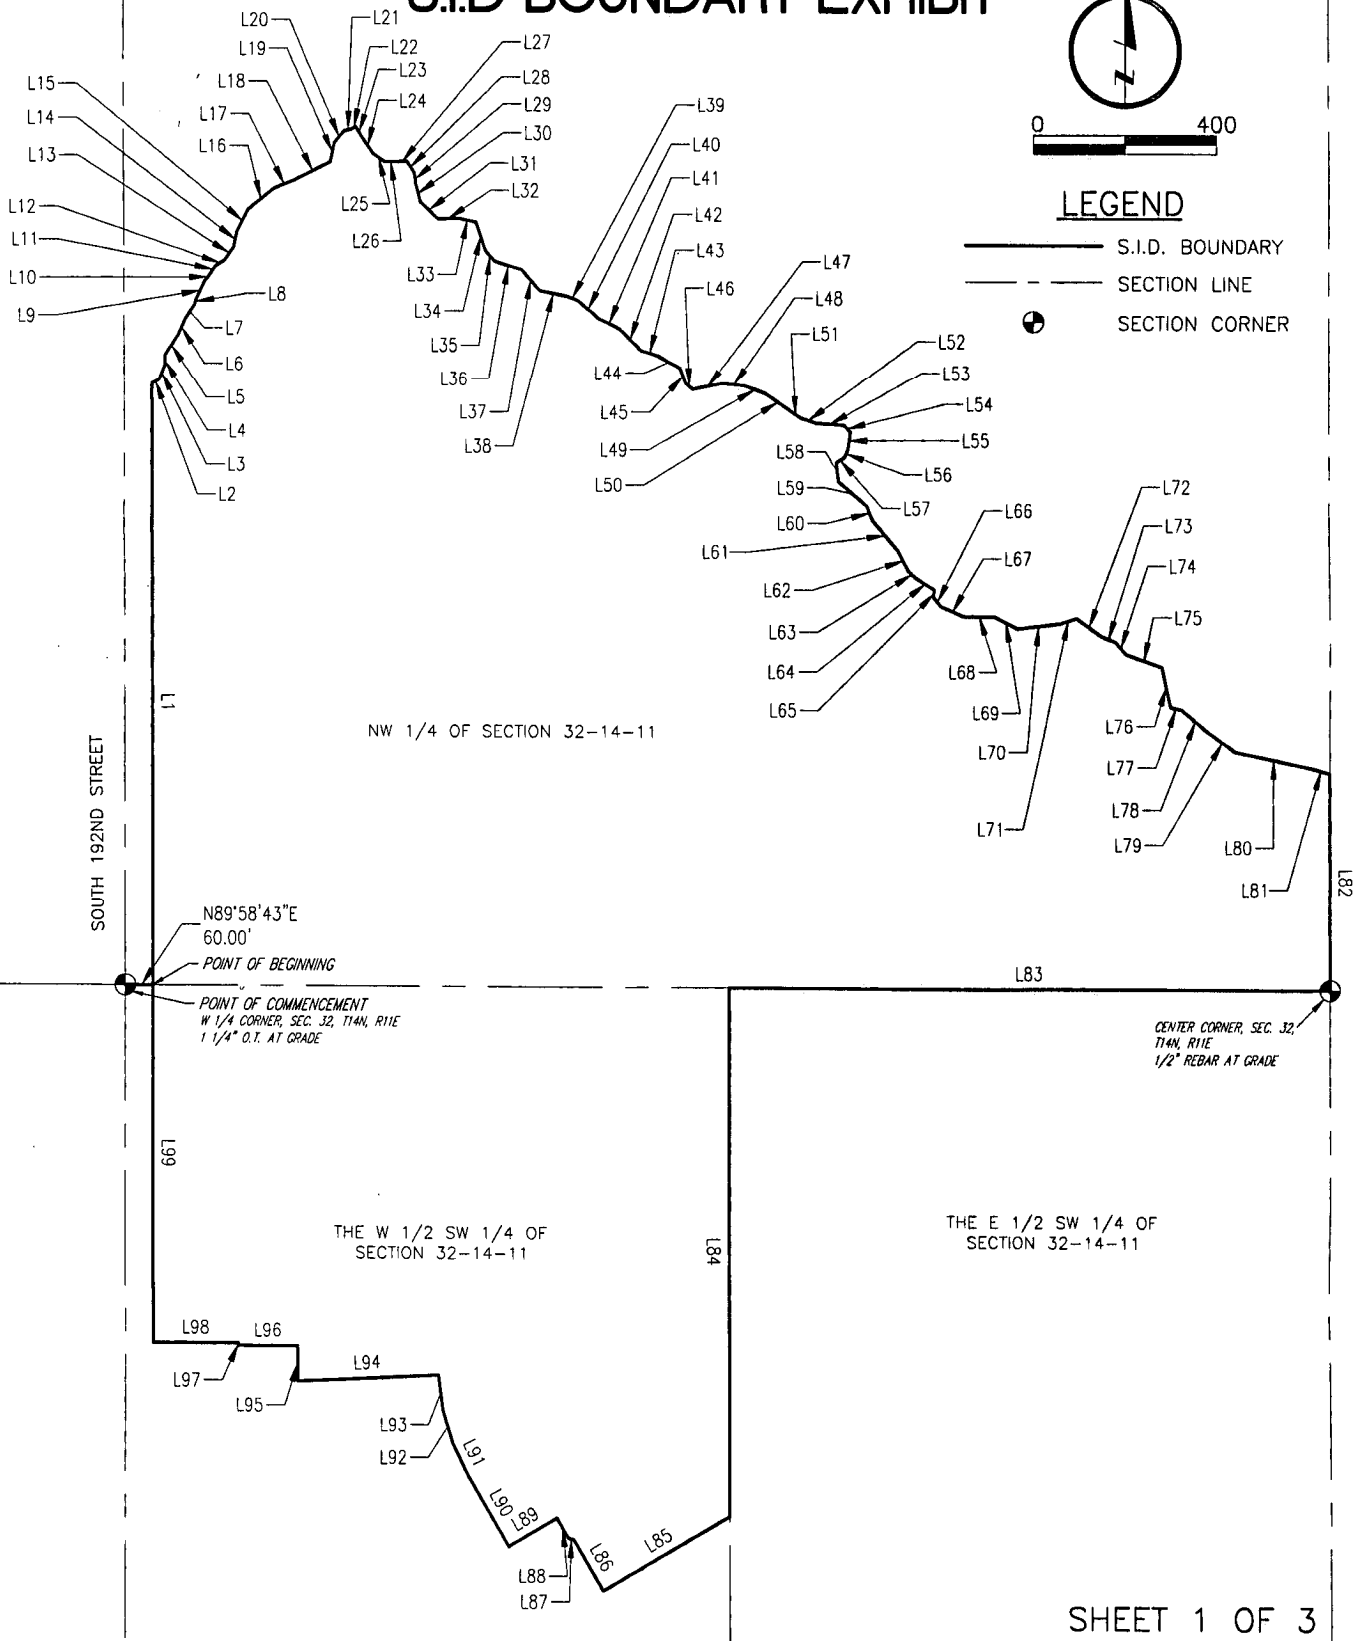 S.I.D BOUNDARY EXHIBIT
L20
L21
L19
L22
L27
L18
L23
L28
L15
L24
L29
L39
L14
L17
L30
L40
L13
L16
L31
L41
L12
L25
L32
L42
L11
L26
L43
L10
L33
L47
L9
L8
L34
L46
L48
L7
L35
L51
L52
L6
L36
L44
L53
L5
L37
L45
L54
L4
L38
L49
L55
L3
L50
L58
L56
L2
L59
L57
L60
L66
L72
L61
L67
L73
L62
L74
L63
L75
L64
L68
L65
L69
L76
L70
L77
L71
L78
L79
L80
L81
L82
L1
0 400
LEGEND
S.I.D. BOUNDARY
SECTION LINE
SECTION CORNER
NW 1/4 OF SECTION 32-14-11
SOUTH 192ND STREET
N89°58'43"E
60.00'
POINT OF BEGINNING
POINT OF COMMENCEMENT
W 1/4 CORNER, SEC. 32, T14N, R11E
1 1/4" O.T. AT GRADE
L83
CENTER CORNER, SEC. 32,
T14N, R11E
1/2" REBAR AT GRADE
L99
L84
THE W 1/2 SW 1/4 OF
SECTION 32-14-11
THE E 1/2 SW 1/4 OF
SECTION 32-14-11
L98
L96
L97
L94
L95
L93
L92
L91
L90
L89
L88
L87
L86
L85
SHEET 1 OF 3